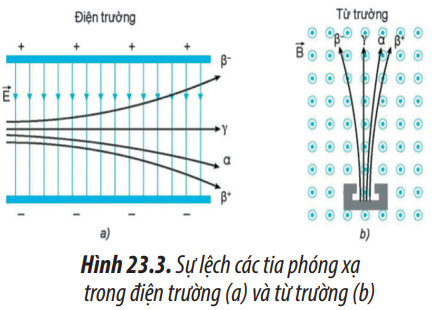 Điện trường
+ + + +
E
β⁻
γ
α
β⁺
− − − −
a)
Từ trường
B
β⁻ γ α β⁺
b)
Hình 23.3. Sự lệch các tia phóng xạ
trong điện trường (a) và từ trường (b)